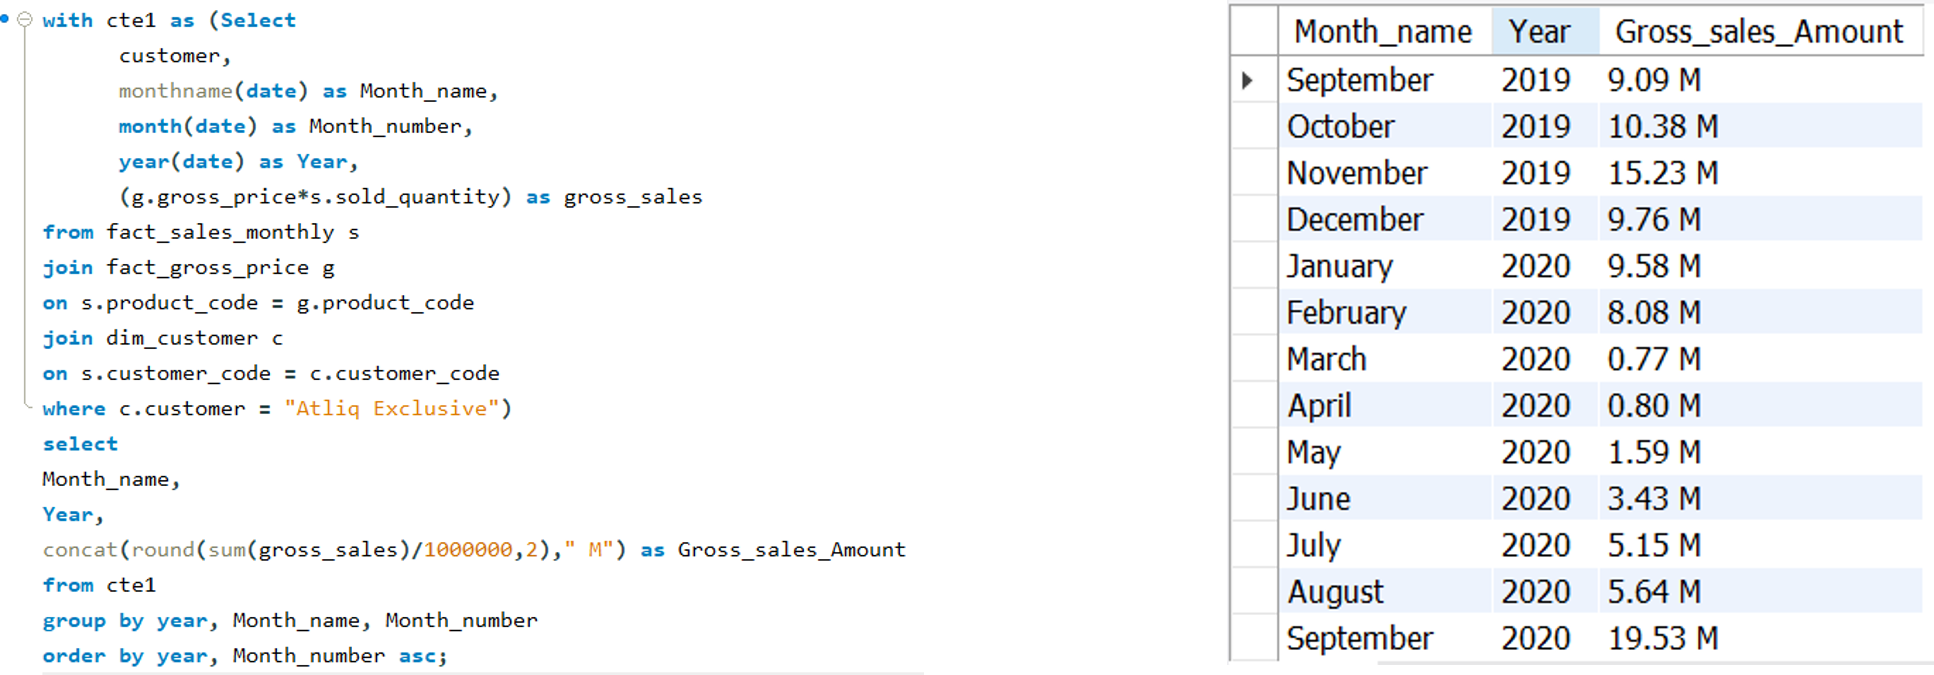 with cte1 as (Select
customer,
monthname(date) as Month_name,
month(date) as Month_number,
year(date) as Year,
(g.gross_price*s.sold_quantity) as gross_sales
from fact_sales_monthly s
join fact_gross_price g
on s.product_code = g.product_code
join dim_customer c
on s.customer_code = c.customer_code
where c.customer = "Atliq Exclusive")
select
Month_name,
Year,
concat(round(sum(gross_sales)/1000000,2)," M") as Gross_sales_Amount
from cte1
group by year, Month_name, Month_number
order by year, Month_number asc;
Month_name Year Gross_sales_Amount
September 2019 9.09 M
October 2019 10.38 M
November 2019 15.23 M
December 2019 9.76 M
January 2020 9.58 M
February 2020 8.08 M
March 2020 0.77 M
April 2020 0.80 M
May 2020 1.59 M
June 2020 3.43 M
July 2020 5.15 M
August 2020 5.64 M
September 2020 19.53 M